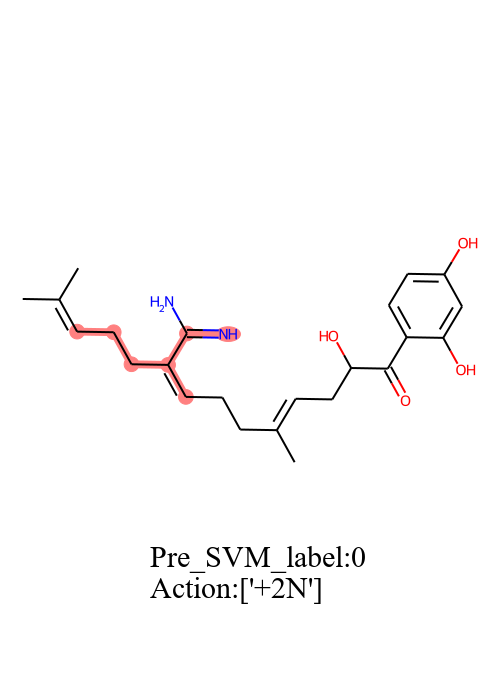 OH
H2N
NH
HO
OH
O
Pre_SVM_label:0
Action:['+2N']